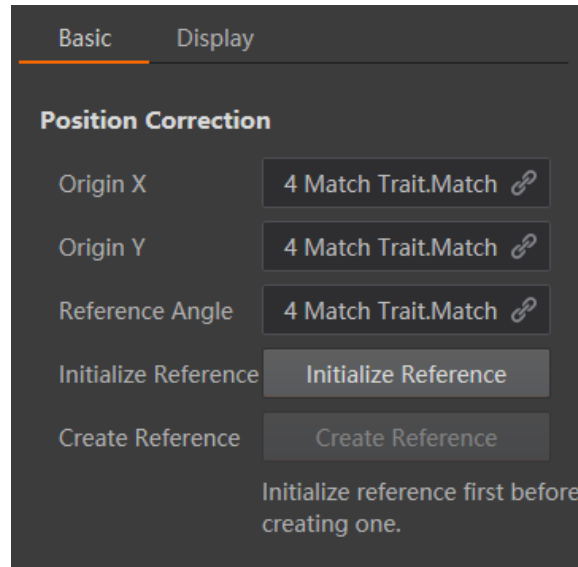 Basic Display
Position Correction
Origin X 4 Match Trait.Match
Origin Y 4 Match Trait.Match
Reference Angle 4 Match Trait.Match
Initialize Reference Initialize Reference
Create Reference Create Reference
Initialize reference first before
creating one.